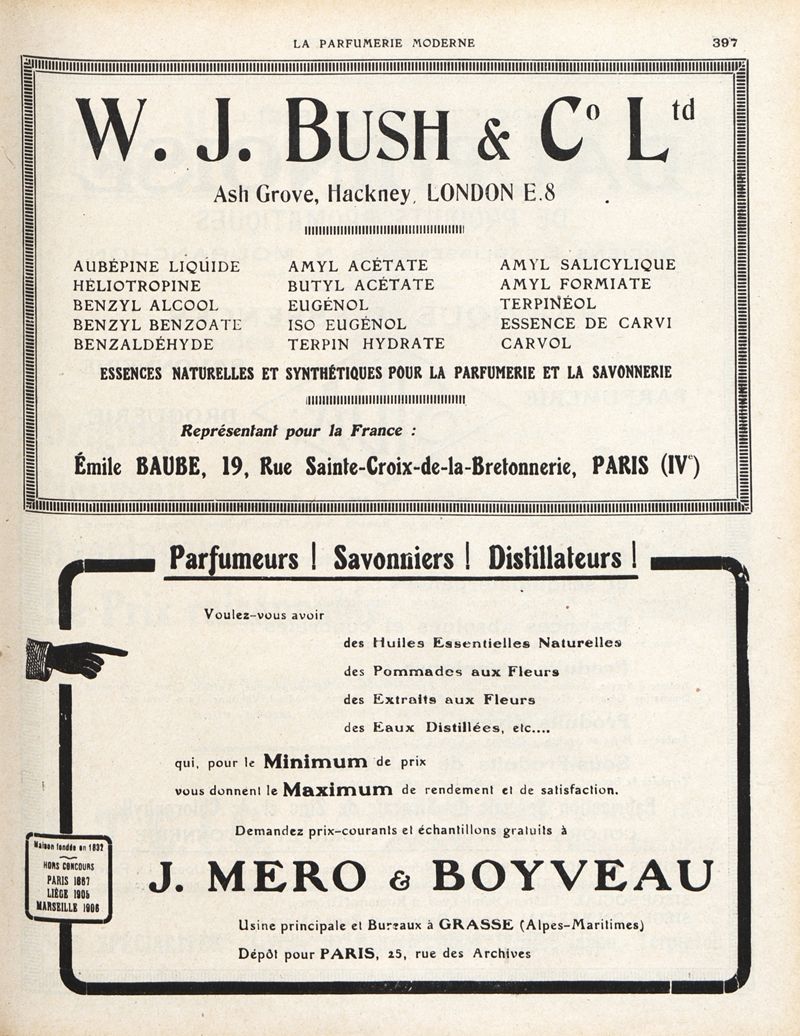 LA PARFUMERIE MODERNE 397
W. J. BUSH & Cº Ltd
Ash Grove, Hackney, LONDON E.8
AUBÉPINE LIQUIDE AMYL ACÉTATE AMYL SALICYLIQUE
HÉLIOTROPINE BUTYL ACÉTATE AMYL FORMIATE
BENZYL ALCOOL EUGÉNOL TERPINÉOL
BENZYL BENZOATE ISO EUGÉNOL ESSENCE DE CARVI
BENZALDÉHYDE TERPIN HYDRATE CARVOL
ESSENCES NATURELLES ET SYNTHÉTIQUES POUR LA PARFUMERIE ET LA SAVONNERIE
Représentant pour la France :
Émile BAUBE, 19, Rue Sainte-Croix-de-la-Bretonnerie, PARIS (IVe)
Parfumeurs ! Savonniers ! Distillateurs !
Voulez-vous avoir
des Huiles Essentielles Naturelles
des Pommades aux Fleurs
des Extraits aux Fleurs
des Eaux Distillées, etc....
qui, pour le Minimum de prix
vous donnent le Maximum de rendement et de satisfaction.
Demandez prix-courants et échantillons gratuits à
J. MERO & BOYVEAU
Usine principale et Bureaux à GRASSE (Alpes-Maritimes)
Dépôt pour PARIS, 25, rue des Archives
Maison fondée en 1832
HORS CONCOURS
PARIS 1867
LIÈGE 1905
MARSEILLE 1906